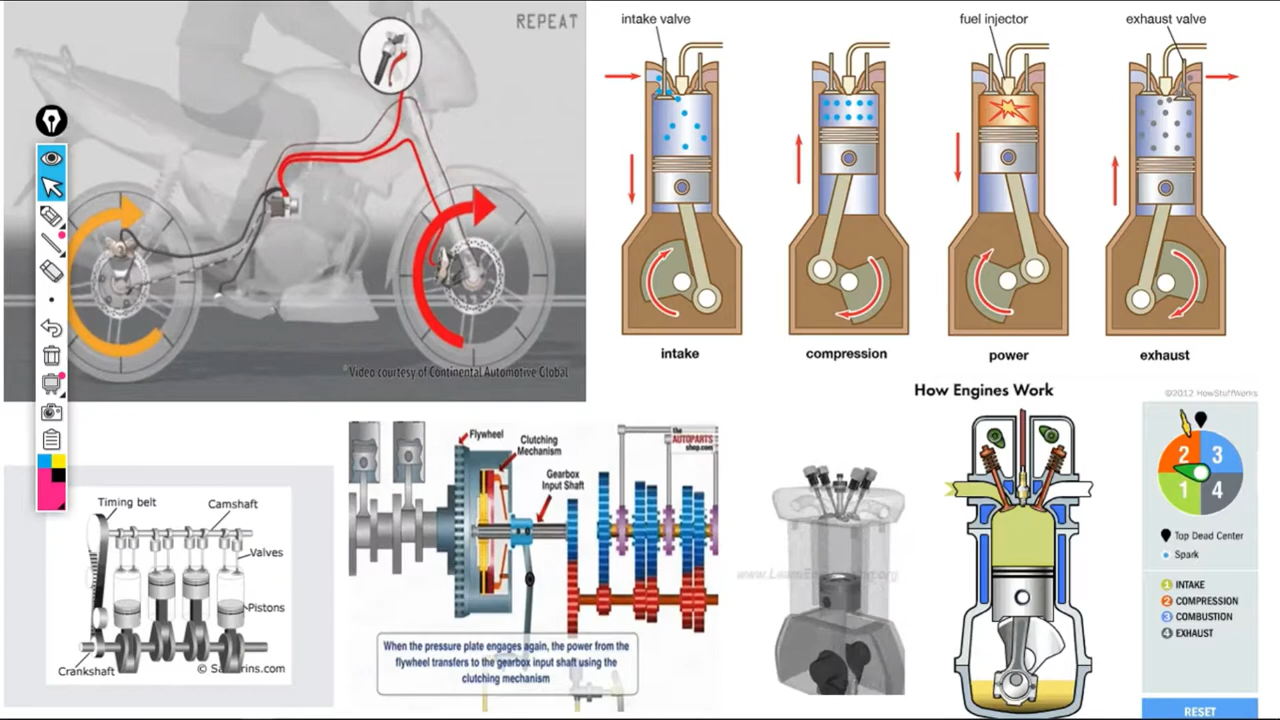 REPEAT
*Video courtesy of Continental Automotive Global
intake valve
fuel injector
exhaust valve
intake
compression
power
exhaust
Timing belt
Camshaft
Valves
Pistons
Crankshaft
Flywheel
Clutching
Mechanism
Gearbox
Input Shaft
the
AUTOPARTS
shop.com
When the pressure plate engages again, the power from the
flywheel transfers to the gearbox input shaft using the
clutching mechanism
How Engines Work
©2012 HowStuffWorks
2 3
1 4
Top Dead Center
Spark
1 INTAKE
2 COMPRESSION
3 COMBUSTION
4 EXHAUST
RESET